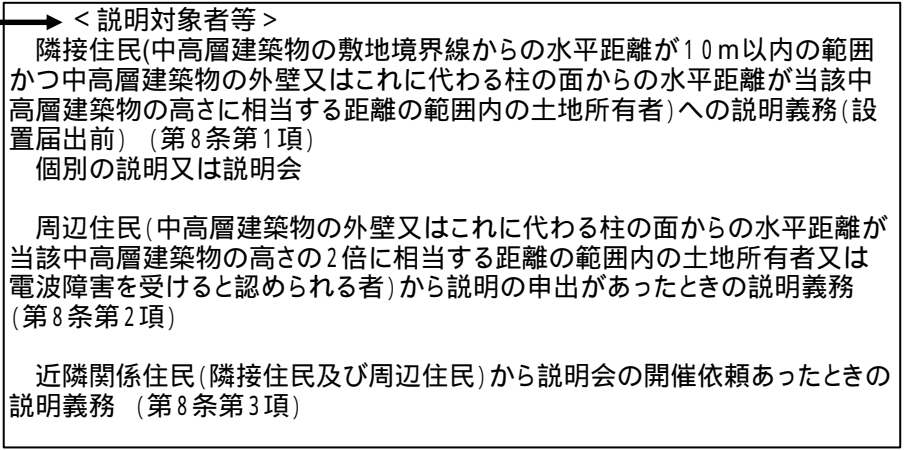 ＜説明対象者等＞
隣接住民(中高層建築物の敷地境界線からの水平距離が１０ｍ以内の範囲
かつ中高層建築物の外壁又はこれに代わる柱の面からの水平距離が当該中
高層建築物の高さに相当する距離の範囲内の土地所有者)への説明義務(設
置届出前) (第８条第１項)
個別の説明又は説明会
周辺住民(中高層建築物の外壁又はこれに代わる柱の面からの水平距離が
当該中高層建築物の高さの２倍に相当する距離の範囲内の土地所有者又は
電波障害を受けると認められる者)から説明の申出があったときの説明義務
(第８条第２項)
近隣関係住民(隣接住民及び周辺住民)から説明会の開催依頼あったときの
説明義務 (第８条第３項)